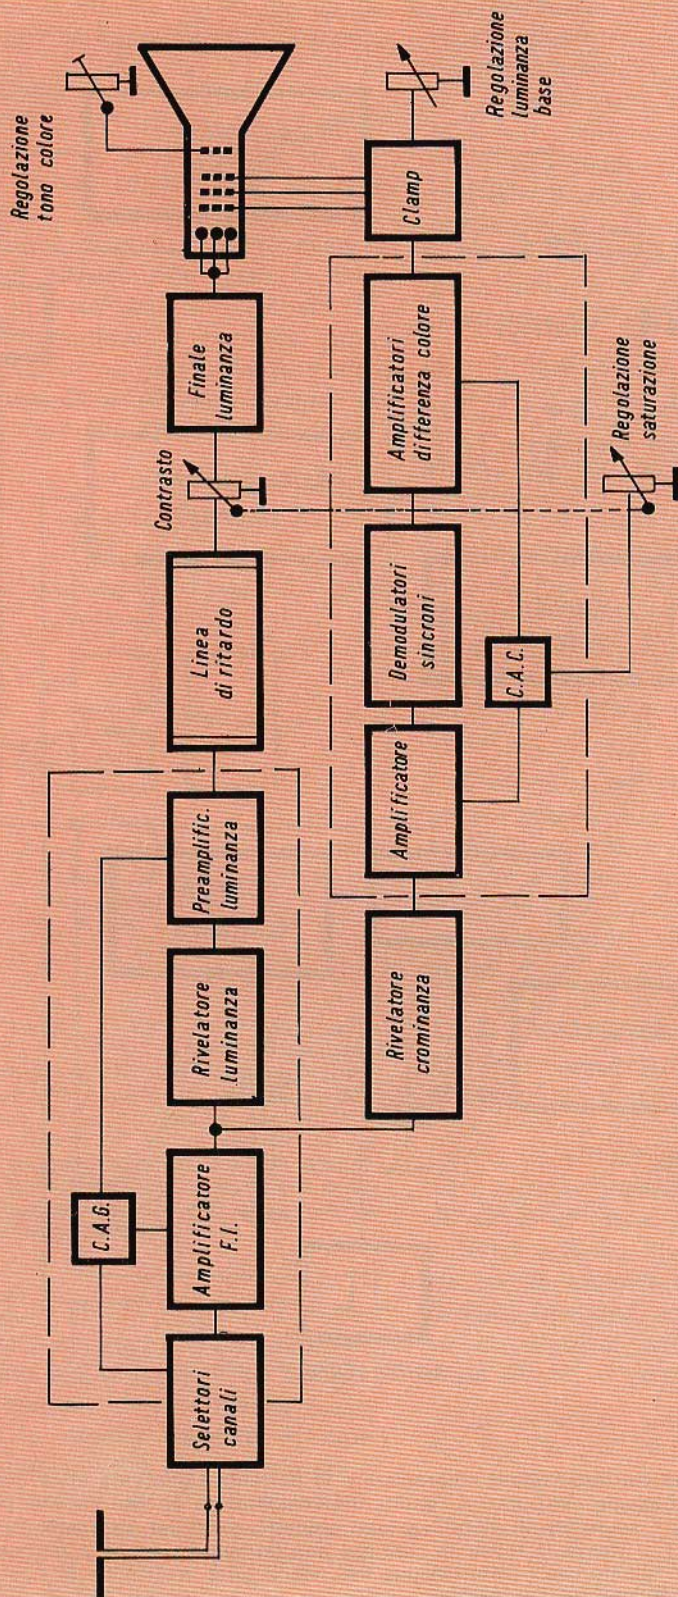 Selettori
canali
C.A.G.
Amplificatore
F.I.
Rivelatore
luminanza
Preamplific.
luminanza
Linea
di ritardo
Contrasto
Finale
luminanza
Regolazione
tono colore
Rivelatore
crominanza
Amplificatore
Demodulatori
sincroni
C.A.C.
Amplificatori
differenza colore
Clamp
Regolazione
luminanza
base
Regolazione
saturazione